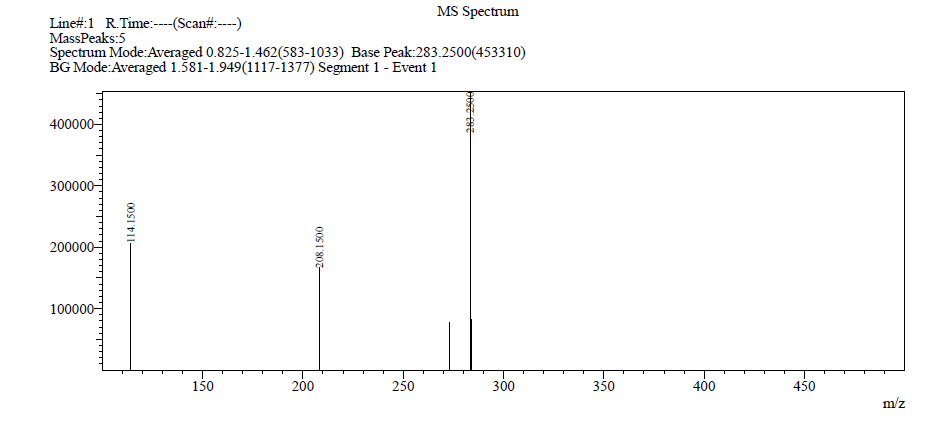 MS Spectrum
Line#:1 R.Time:----(Scan#:----)
MassPeaks:5
Spectrum Mode:Averaged 0.825-1.462(583-1033) Base Peak:283.2500(453310)
BG Mode:Averaged 1.581-1.949(1117-1377) Segment 1 - Event 1
283.2500
400000
300000
114.1500
208.1500
200000
100000
150 200 250 300 350 400 450
m/z